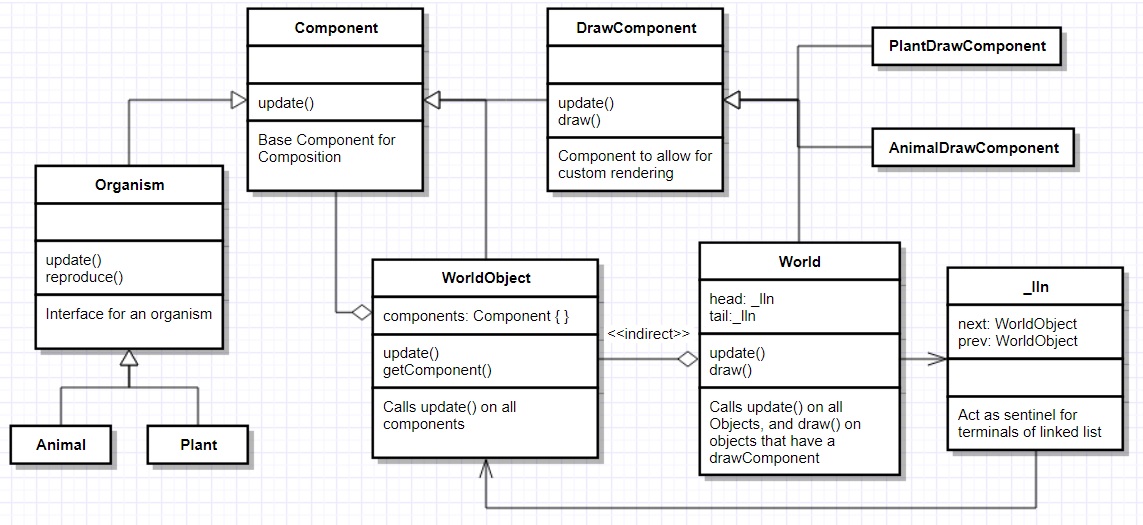 Component
update()
Base Component for
Composition
DrawComponent
update()
draw()
Component to allow for
custom rendering
PlantDrawComponent
AnimalDrawComponent
Organism
update()
reproduce()
Interface for an organism
Animal
Plant
WorldObject
components: Component { }
update()
getComponent()
Calls update() on all
components
<<indirect>>
World
head: _lln
tail:_lln
update()
draw()
Calls update() on all
Objects, and draw() on
objects that have a
drawComponent
_lln
next: WorldObject
prev: WorldObject
Act as sentinel for
terminals of linked list